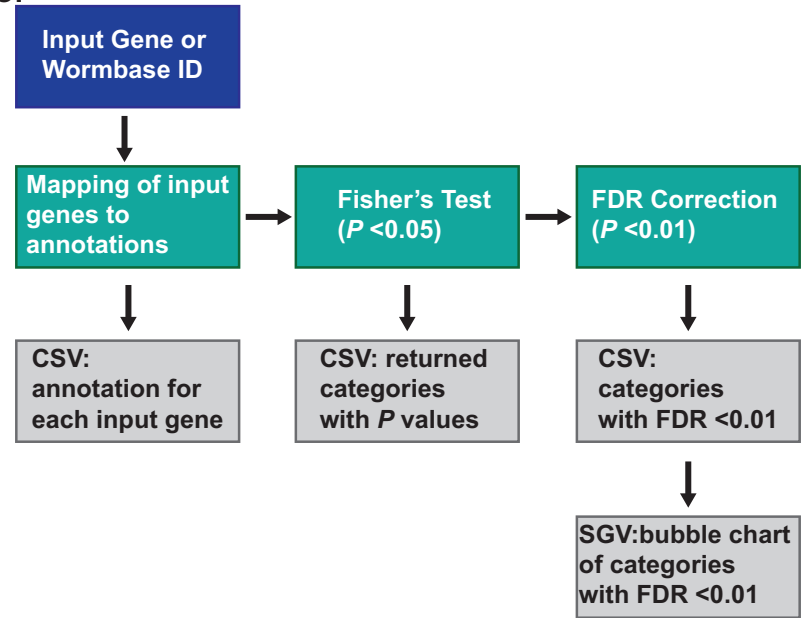 Input Gene or
Wormbase ID
Mapping of input
genes to
annotations
Fisher's Test
(P <0.05)
FDR Correction
(P <0.01)
CSV:
annotation for
each input gene
CSV: returned
categories
with P values
CSV:
categories
with FDR <0.01
SGV:bubble chart
of categories
with FDR <0.01